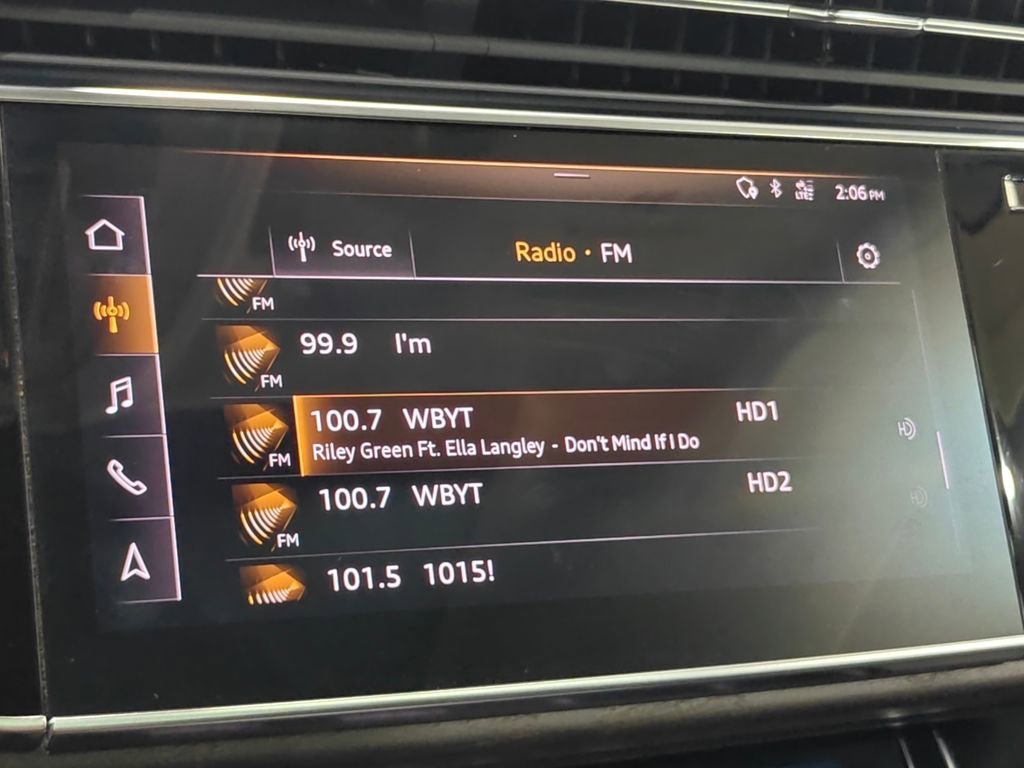 LTE
2:06 PM
Source
Radio • FM
FM
99.9 I'm
FM
100.7 WBYT HD1
Riley Green Ft. Ella Langley - Don't Mind If I Do
FM
100.7 WBYT HD2
FM
101.5 1015!